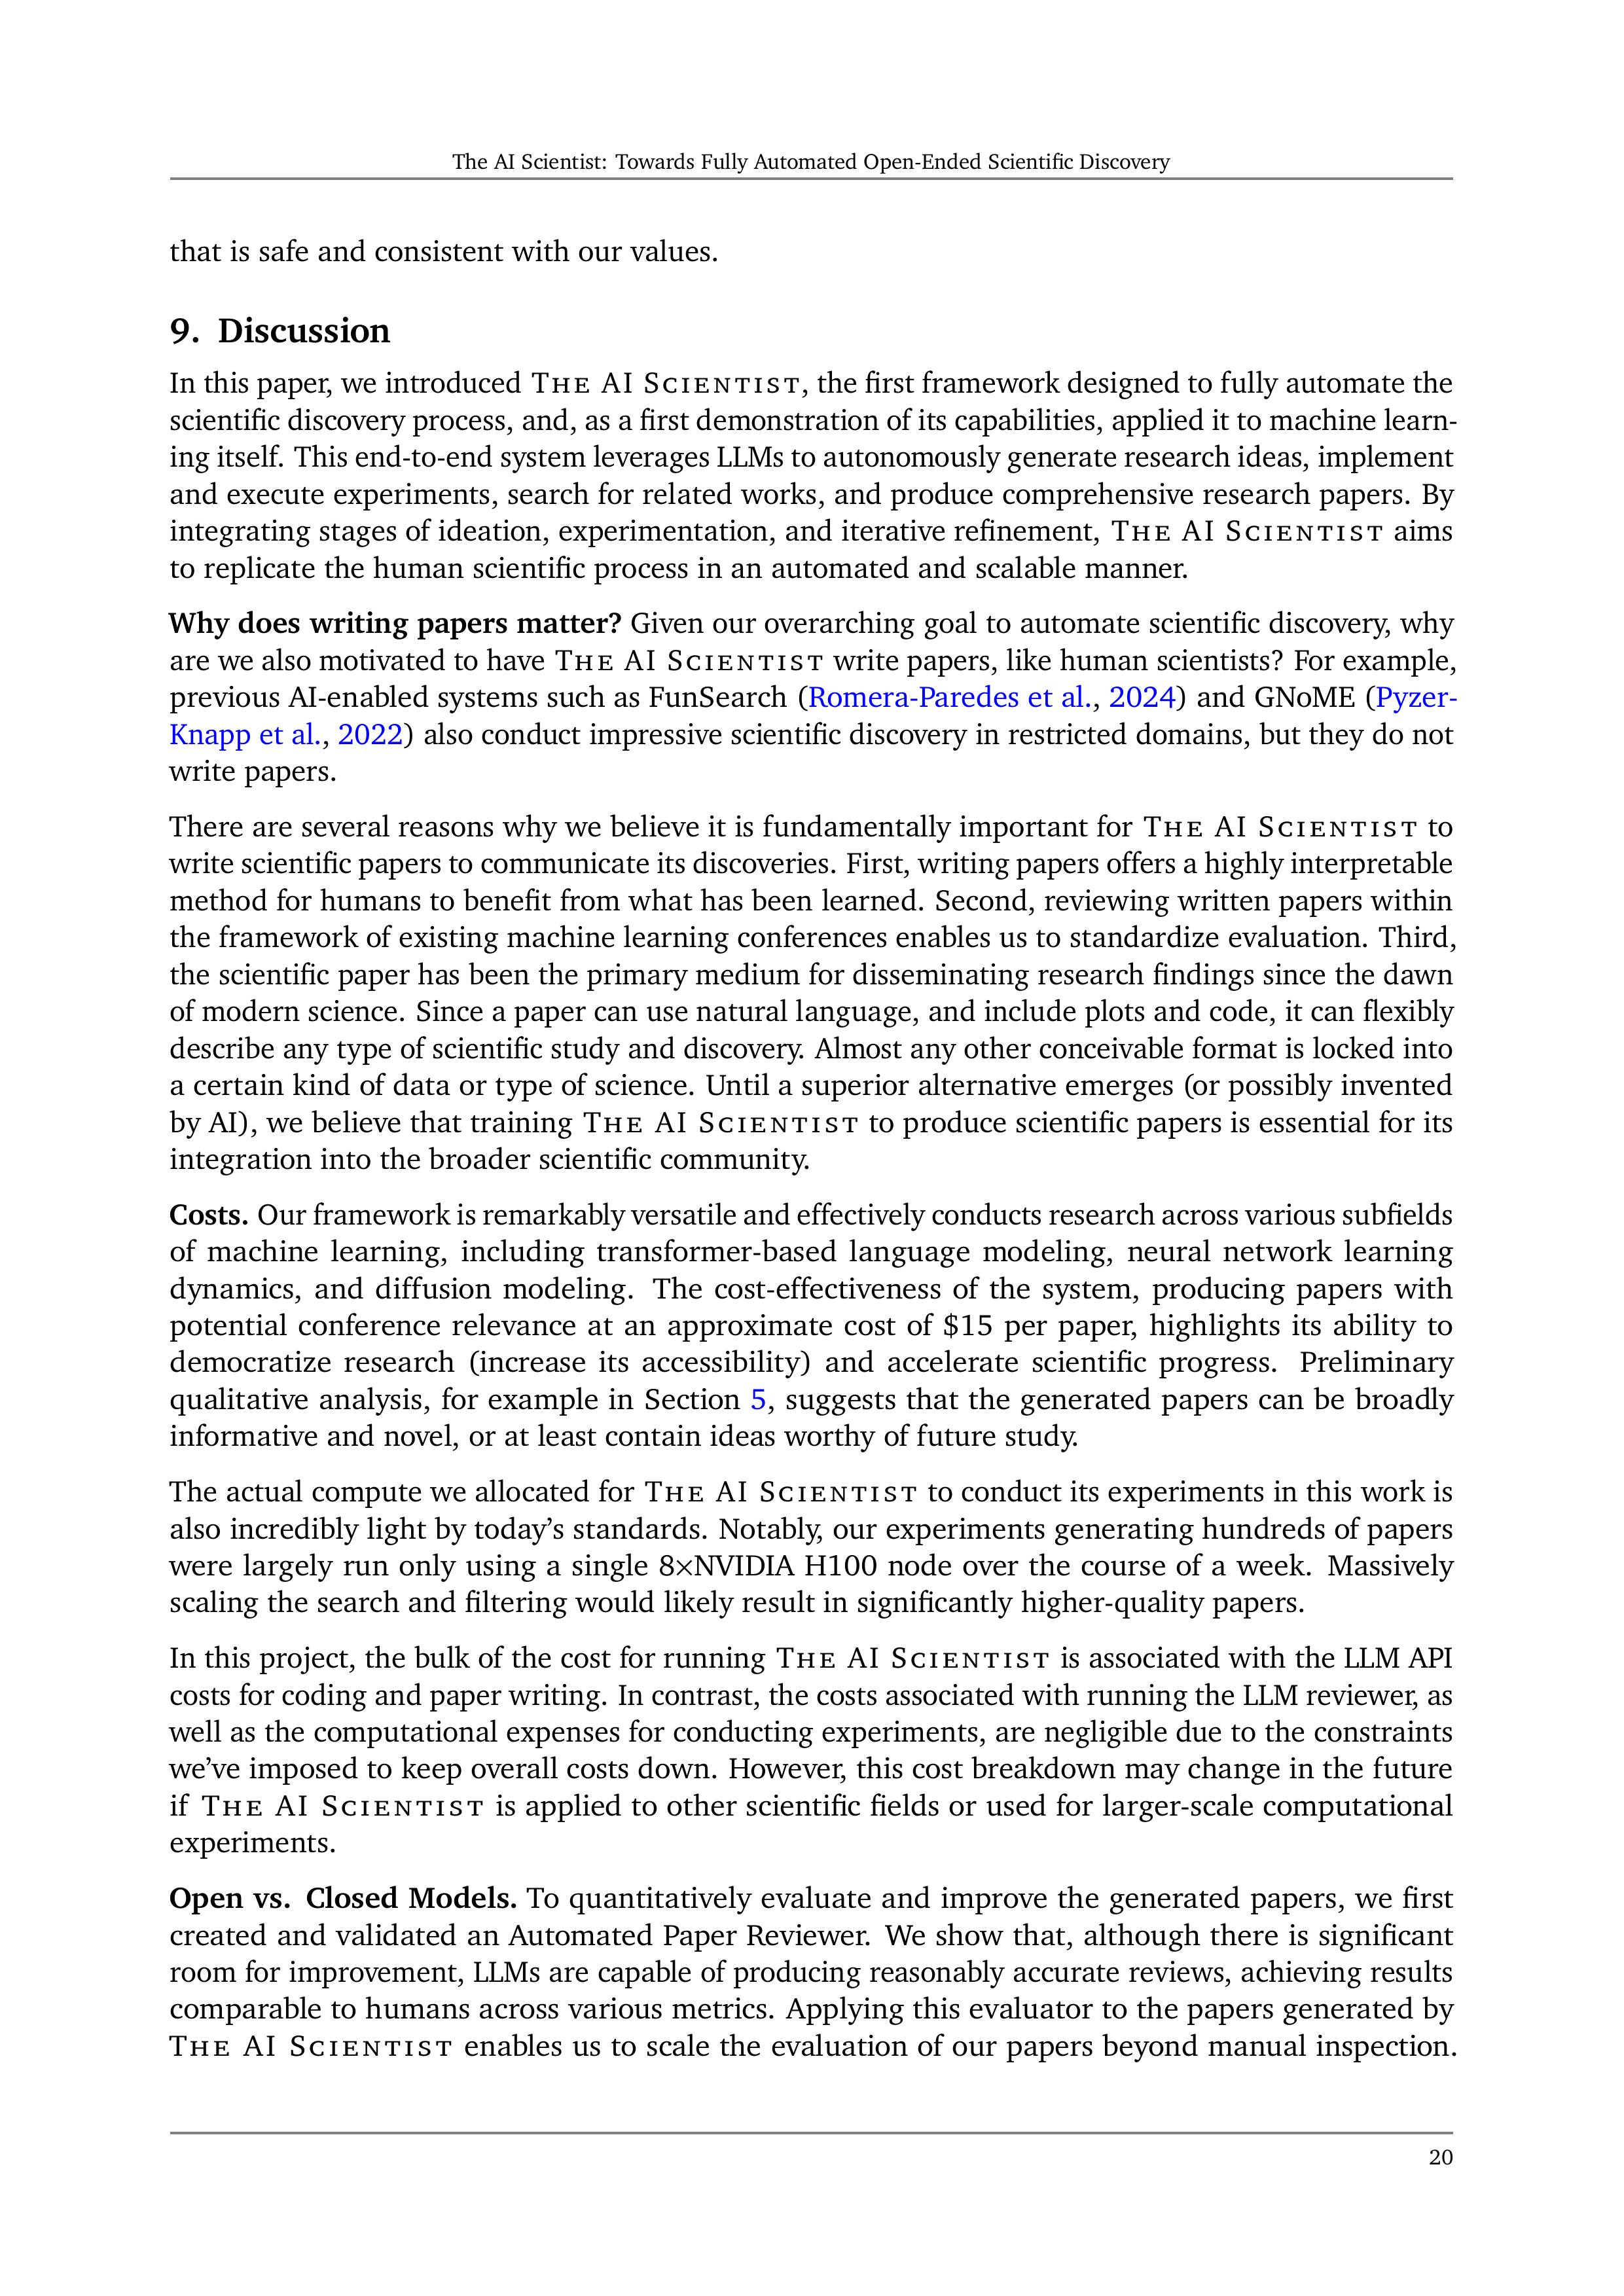 The AI Scientist: Towards Fully Automated Open-Ended Scientific Discovery
that is safe and consistent with our values.
9. Discussion
In this paper, we introduced THE AI SCIENTIST, the first framework designed to fully automate the
scientific discovery process, and, as a first demonstration of its capabilities, applied it to machine learn-
ing itself. This end-to-end system leverages LLMs to autonomously generate research ideas, implement
and execute experiments, search for related works, and produce comprehensive research papers. By
integrating stages of ideation, experimentation, and iterative refinement, THE AI SCIENTIST aims
to replicate the human scientific process in an automated and scalable manner.
Why does writing papers matter? Given our overarching goal to automate scientific discovery, why
are we also motivated to have THE AI SCIENTIST write papers, like human scientists? For example,
previous AI-enabled systems such as FunSearch (Romera-Paredes et al., 2024) and GNoME (Pyzer-
Knapp et al., 2022) also conduct impressive scientific discovery in restricted domains, but they do not
write papers.
There are several reasons why we believe it is fundamentally important for THE AI SCIENTIST to
write scientific papers to communicate its discoveries. First, writing papers offers a highly interpretable
method for humans to benefit from what has been learned. Second, reviewing written papers within
the framework of existing machine learning conferences enables us to standardize evaluation. Third,
the scientific paper has been the primary medium for disseminating research findings since the dawn
of modern science. Since a paper can use natural language, and include plots and code, it can flexibly
describe any type of scientific study and discovery. Almost any other conceivable format is locked into
a certain kind of data or type of science. Until a superior alternative emerges (or possibly invented
by AI), we believe that training THE AI SCIENTIST to produce scientific papers is essential for its
integration into the broader scientific community.
Costs. Our framework is remarkably versatile and effectively conducts research across various subfields
of machine learning, including transformer-based language modeling, neural network learning
dynamics, and diffusion modeling. The cost-effectiveness of the system, producing papers with
potential conference relevance at an approximate cost of $15 per paper, highlights its ability to
democratize research (increase its accessibility) and accelerate scientific progress. Preliminary
qualitative analysis, for example in Section 5, suggests that the generated papers can be broadly
informative and novel, or at least contain ideas worthy of future study.
The actual compute we allocated for THE AI SCIENTIST to conduct its experiments in this work is
also incredibly light by today's standards. Notably, our experiments generating hundreds of papers
were largely run only using a single 8×NVIDIA H100 node over the course of a week. Massively
scaling the search and filtering would likely result in significantly higher-quality papers.
In this project, the bulk of the cost for running THE AI SCIENTIST is associated with the LLM API
costs for coding and paper writing. In contrast, the costs associated with running the LLM reviewer, as
well as the computational expenses for conducting experiments, are negligible due to the constraints
we've imposed to keep overall costs down. However, this cost breakdown may change in the future
if THE AI SCIENTIST is applied to other scientific fields or used for larger-scale computational
experiments.
Open vs. Closed Models. To quantitatively evaluate and improve the generated papers, we first
created and validated an Automated Paper Reviewer. We show that, although there is significant
room for improvement, LLMs are capable of producing reasonably accurate reviews, achieving results
comparable to humans across various metrics. Applying this evaluator to the papers generated by
THE AI SCIENTIST enables us to scale the evaluation of our papers beyond manual inspection.
20